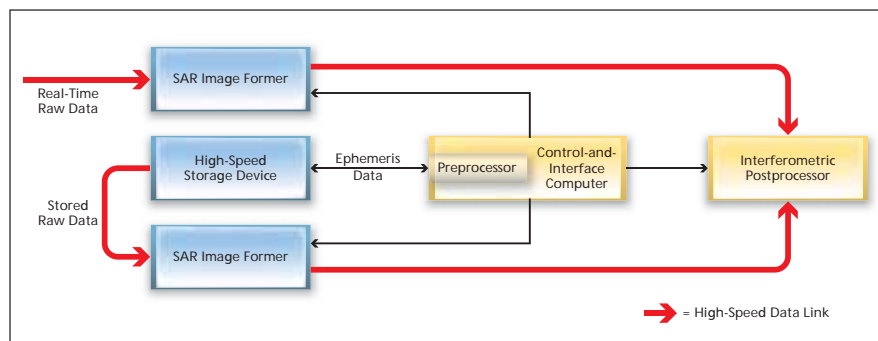 SAR Image Former
Real-Time
Raw Data
High-Speed
Storage Device
Ephemeris
Data
Preprocessor
Control-and-
Interface
Computer
Interferometric
Postprocessor
Stored
Raw Data
SAR Image Former
= High-Speed Data Link